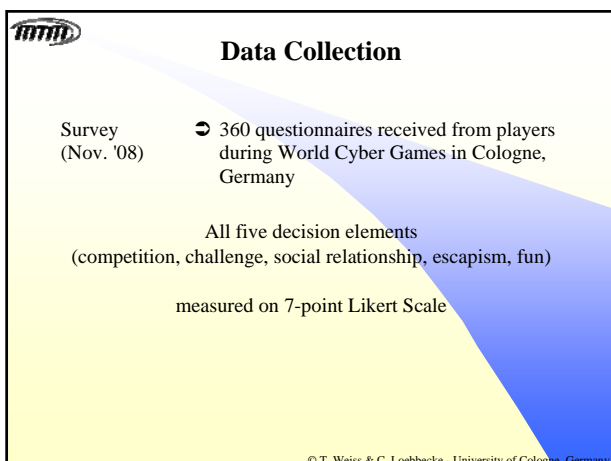 mtm
Data Collection
Survey ➲ 360 questionnaires received from players
(Nov. '08) during World Cyber Games in Cologne,
Germany
All five decision elements
(competition, challenge, social relationship, escapism, fun)
measured on 7-point Likert Scale
© T. Weiss & C. Loebbecke - University of Cologne, Germany